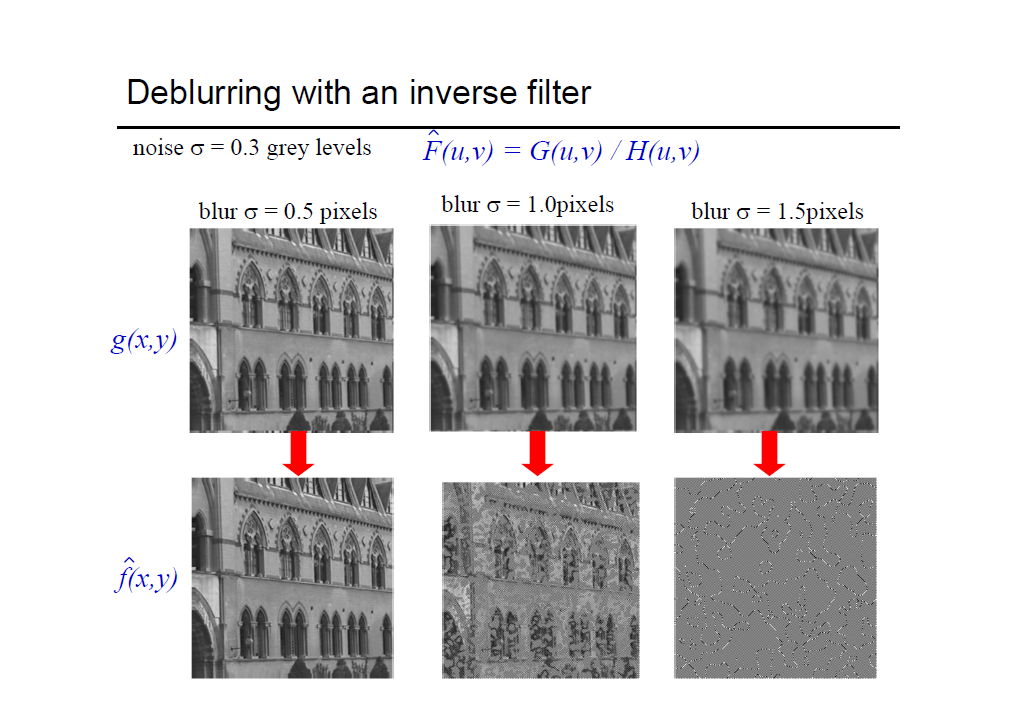 Deblurring with an inverse filter
noise σ = 0.3 grey levels
F̂(u,v) = G(u,v) / H(u,v)
blur σ = 0.5 pixels
blur σ = 1.0pixels
blur σ = 1.5pixels
g(x,y)
f̂(x,y)